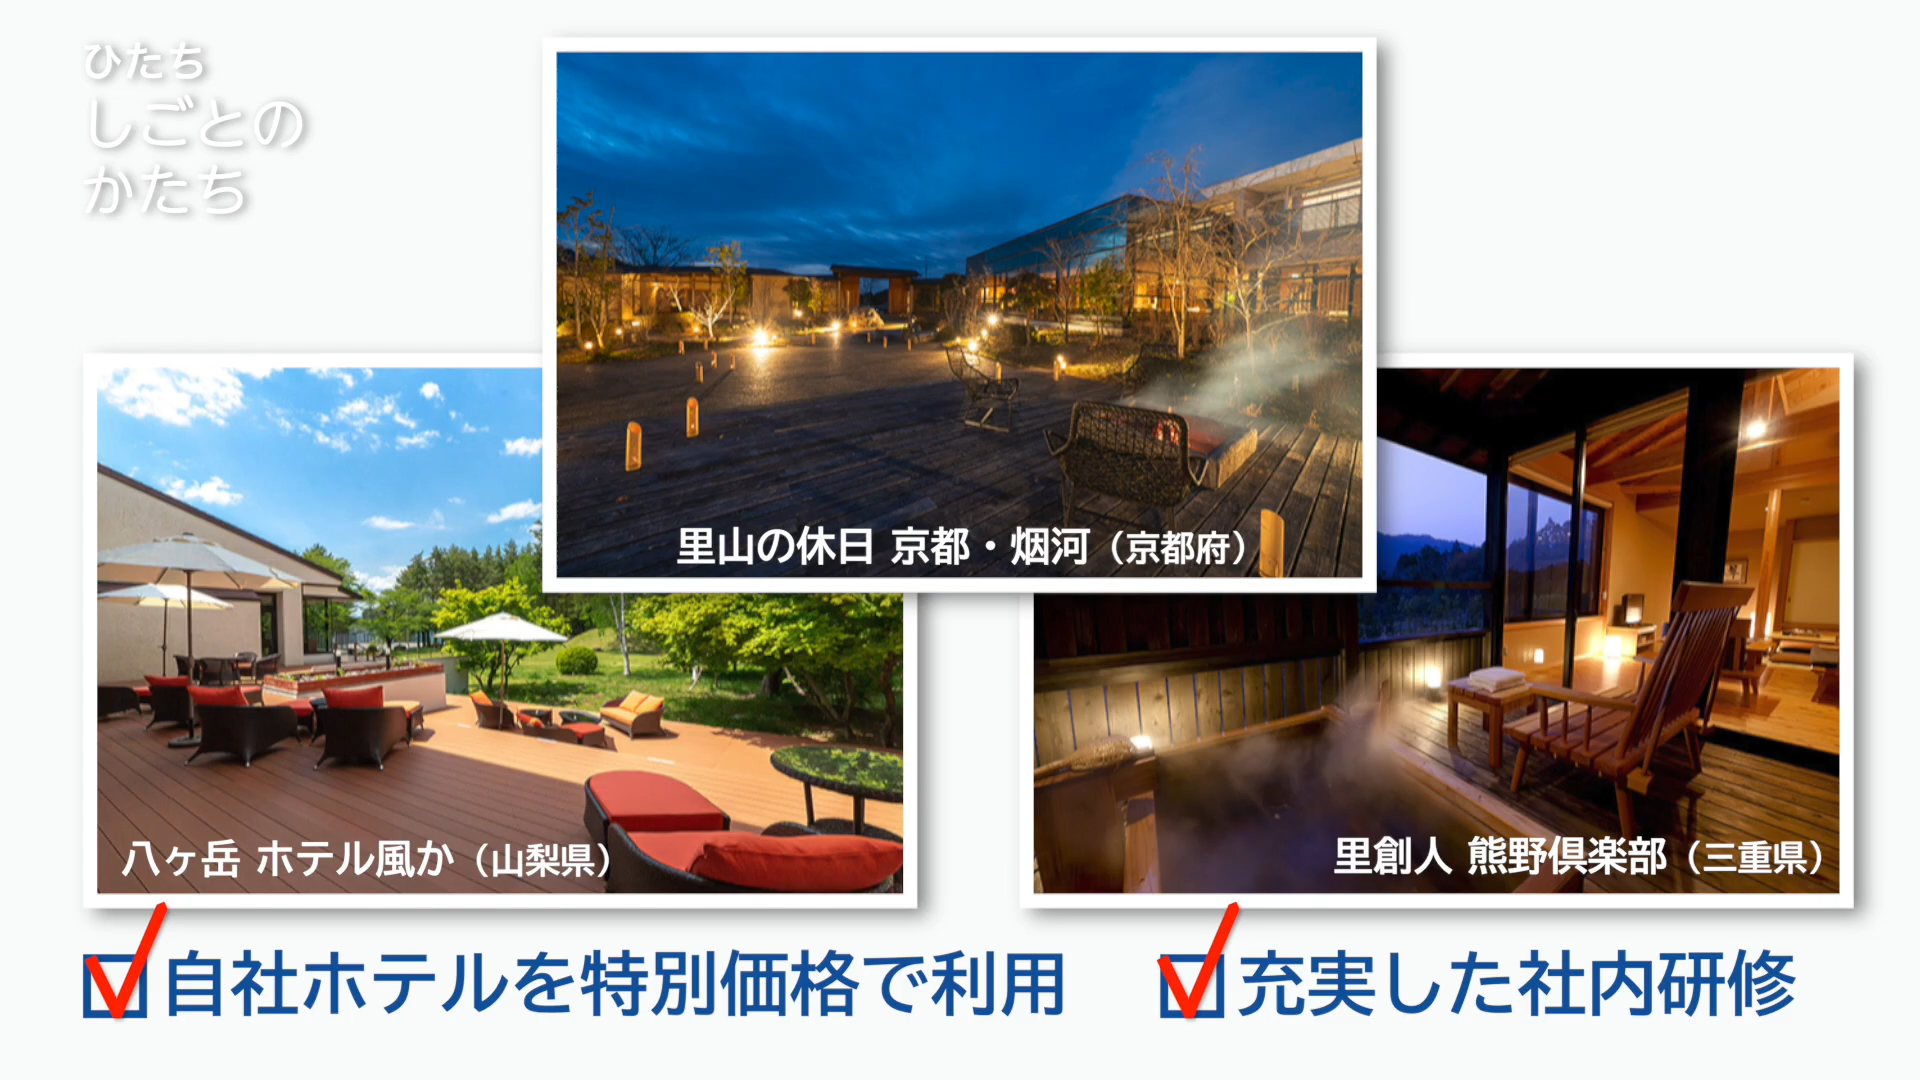 ひたち
しごとの
かたち
里山の休日 京都・烟河（京都府）
八ヶ岳 ホテル風か（山梨県）
里創人 熊野倶楽部（三重県）
自社ホテルを特別価格で利用
充実した社内研修